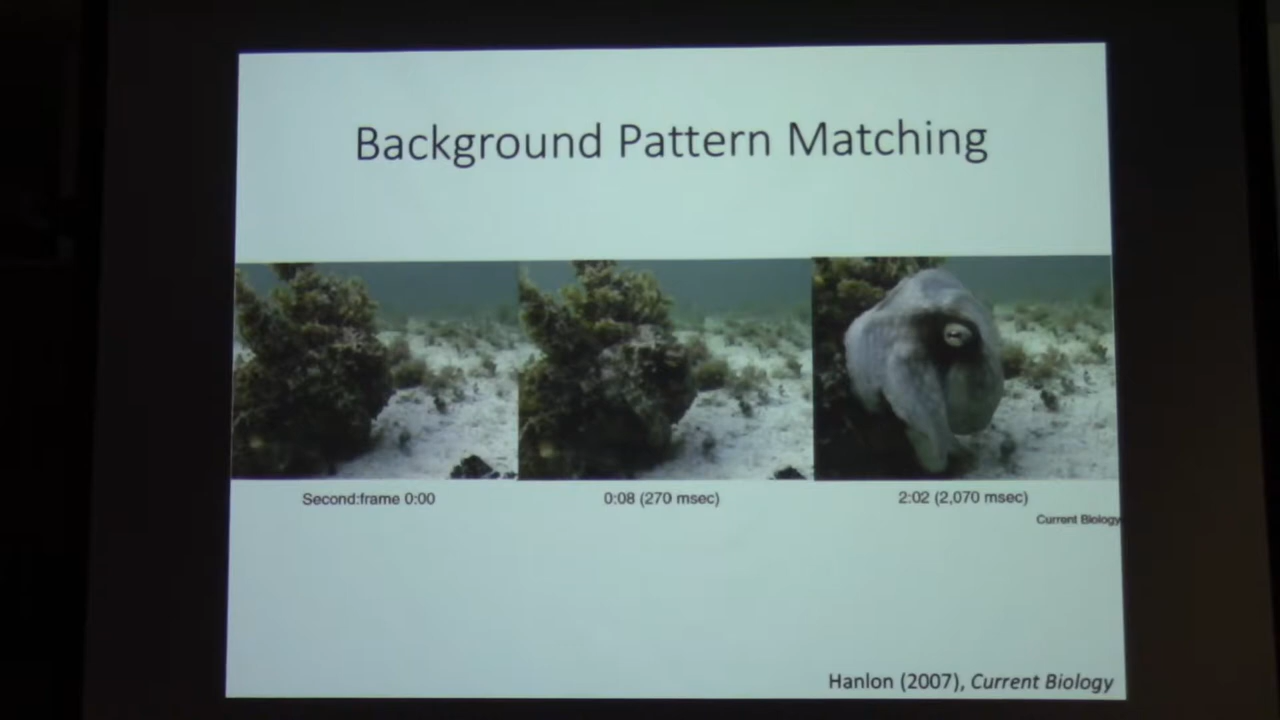 Background Pattern Matching
Second:frame 0:00
0:08 (270 msec)
2:02 (2,070 msec)
Current Biology
Hanlon (2007), Current Biology